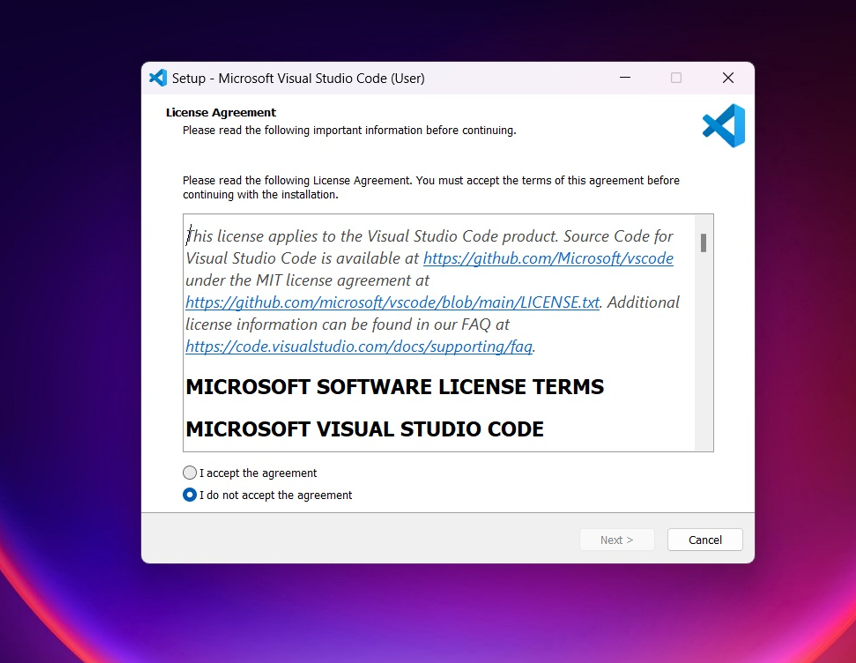 Setup - Microsoft Visual Studio Code (User)
License Agreement
Please read the following important information before continuing.
Please read the following License Agreement. You must accept the terms of this agreement before
continuing with the installation.
This license applies to the Visual Studio Code product. Source Code for
Visual Studio Code is available at https://github.com/Microsoft/vscode
under the MIT license agreement at
https://github.com/microsoft/vscode/blob/main/LICENSE.txt. Additional
license information can be found in our FAQ at
https://code.visualstudio.com/docs/supporting/faq.
MICROSOFT SOFTWARE LICENSE TERMS
MICROSOFT VISUAL STUDIO CODE
I accept the agreement
I do not accept the agreement
Next >
Cancel